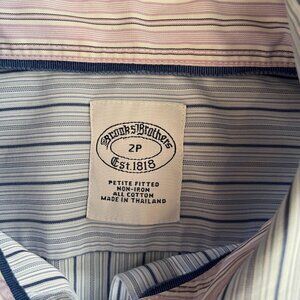 Brooks Brothers
2P
Est. 1818
PETITE FITTED
NON-IRON
ALL COTTON
MADE IN THAILAND